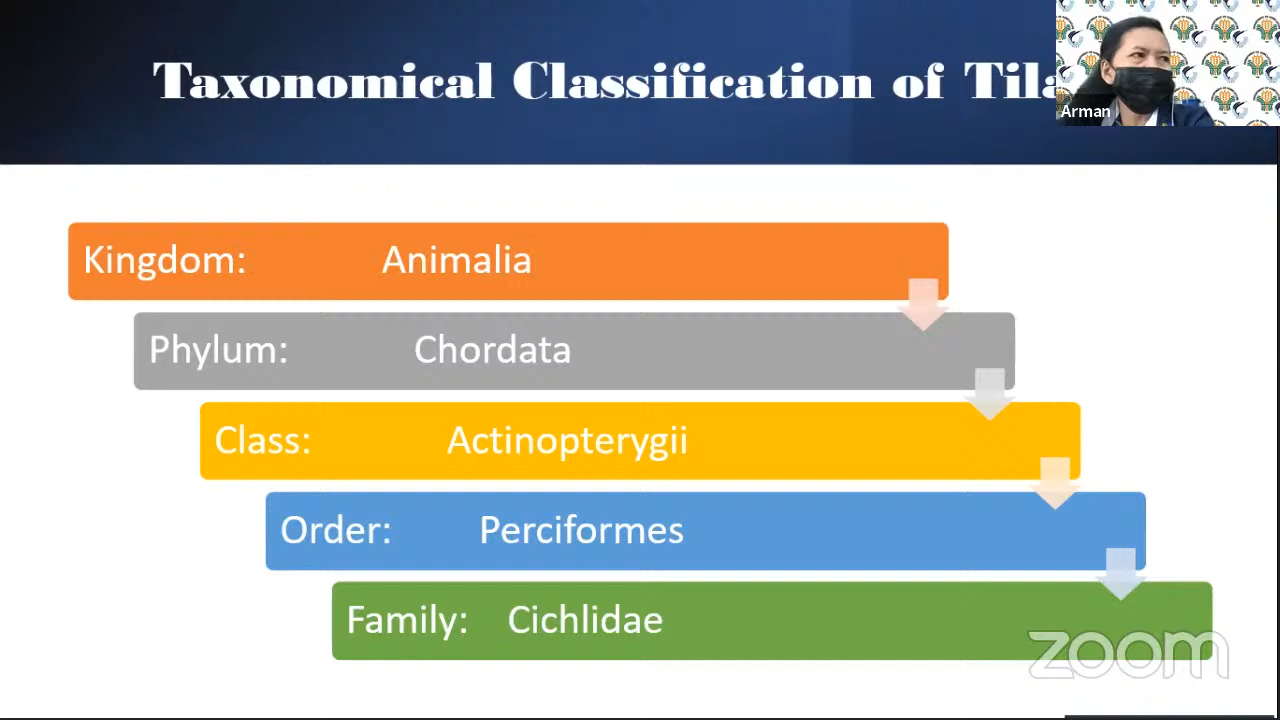 Taxonomical Classification of Tila
Arman
Kingdom: Animalia
Phylum: Chordata
Class: Actinopterygii
Order: Perciformes
Family: Cichlidae
zoom